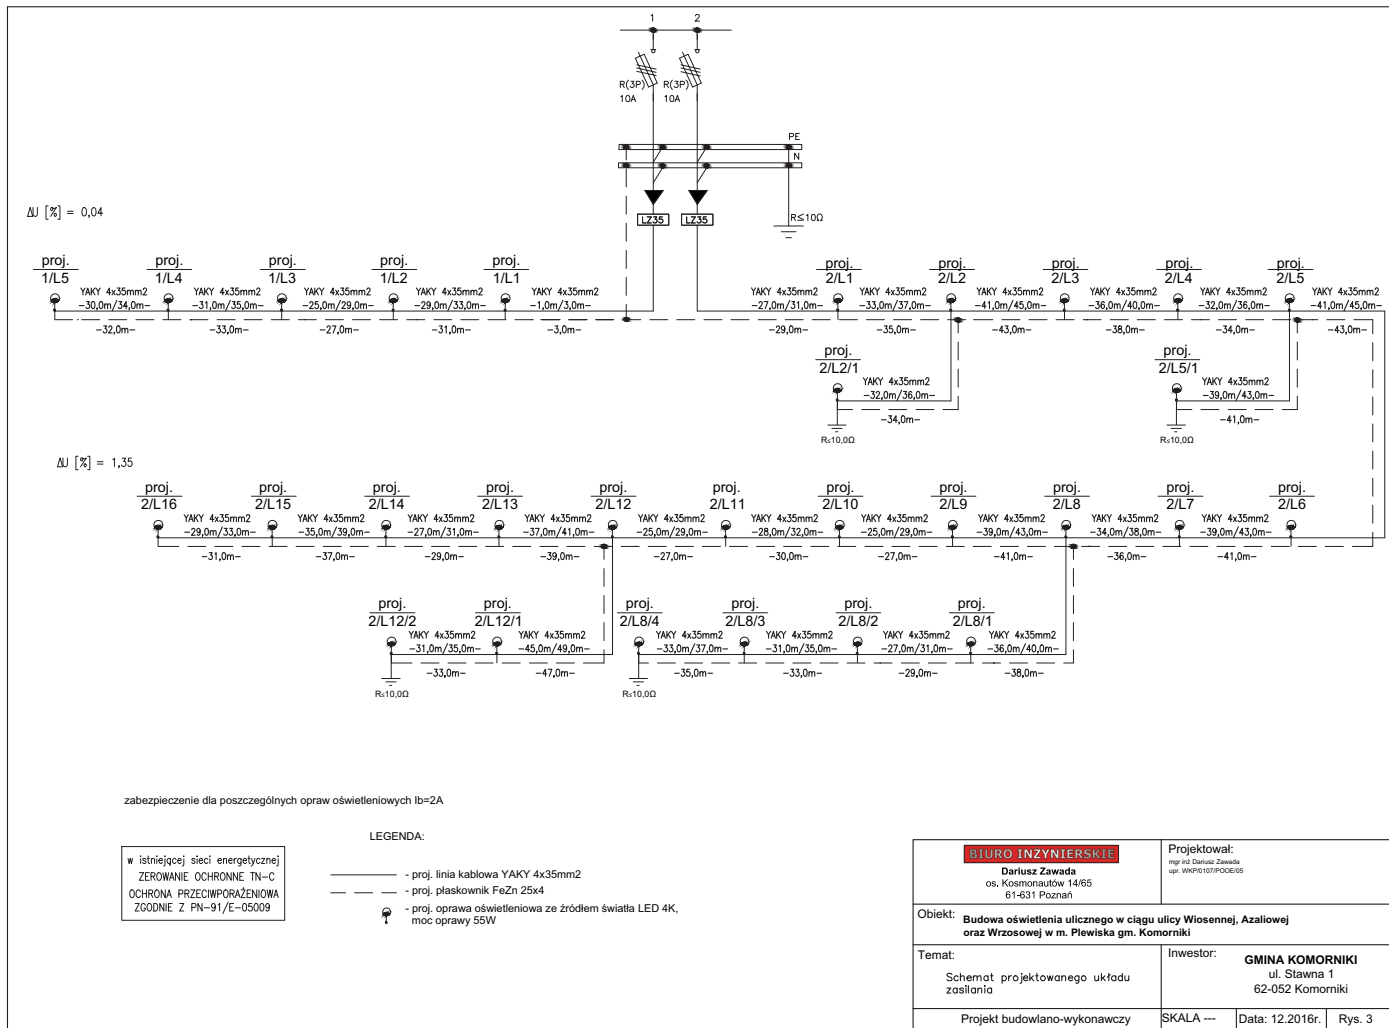 1 2
R(3P) R(3P)
10A 10A
PE
N
LZ35 LZ35
R≤10Ω
ΔU [%] = 0,04
proj. proj. proj. proj. proj. proj. proj. proj. proj. proj.
1/L5 1/L4 1/L3 1/L2 1/L1 2/L1 2/L2 2/L3 2/L4 2/L5
YAKY 4x35mm2 YAKY 4x35mm2 YAKY 4x35mm2 YAKY 4x35mm2 YAKY 4x35mm2 YAKY 4x35mm2 YAKY 4x35mm2 YAKY 4x35mm2 YAKY 4x35mm2 YAKY 4x35mm2 YAKY 4x35mm2
-30,0m/34,0m- -31,0m/35,0m- -25,0m/29,0m- -29,0m/33,0m- -1,0m/3,0m- -27,0m/31,0m- -33,0m/37,0m- -41,0m/45,0m- -36,0m/40,0m- -32,0m/36,0m- -41,0m/45,0m-
-32,0m- -33,0m- -27,0m- -31,0m- -3,0m- -29,0m- -35,0m- -43,0m- -38,0m- -34,0m- -43,0m-
proj. proj.
2/L2/1 2/L5/1
YAKY 4x35mm2 YAKY 4x35mm2
-32,0m/36,0m- -39,0m/43,0m-
-34,0m- -41,0m-
R≤10,0Ω R≤10,0Ω
ΔU [%] = 1,35
proj. proj. proj. proj. proj. proj. proj. proj. proj. proj. proj.
2/L16 2/L15 2/L14 2/L13 2/L12 2/L11 2/L10 2/L9 2/L8 2/L7 2/L6
YAKY 4x35mm2 YAKY 4x35mm2 YAKY 4x35mm2 YAKY 4x35mm2 YAKY 4x35mm2 YAKY 4x35mm2 YAKY 4x35mm2 YAKY 4x35mm2 YAKY 4x35mm2 YAKY 4x35mm2
-29,0m/33,0m- -35,0m/39,0m- -27,0m/31,0m- -37,0m/41,0m- -25,0m/29,0m- -28,0m/32,0m- -25,0m/29,0m- -39,0m/43,0m- -34,0m/38,0m- -39,0m/43,0m-
-31,0m- -37,0m- -29,0m- -39,0m- -27,0m- -30,0m- -27,0m- -41,0m- -36,0m- -41,0m-
proj. proj. proj. proj. proj. proj.
2/L12/2 2/L12/1 2/L8/4 2/L8/3 2/L8/2 2/L8/1
YAKY 4x35mm2 YAKY 4x35mm2 YAKY 4x35mm2 YAKY 4x35mm2 YAKY 4x35mm2 YAKY 4x35mm2
-31,0m/35,0m- -45,0m/49,0m- -33,0m/37,0m- -31,0m/35,0m- -27,0m/31,0m- -36,0m/40,0m-
-33,0m- -47,0m- -35,0m- -33,0m- -29,0m- -38,0m-
R≤10,0Ω R≤10,0Ω
zabezpieczenie dla poszczególnych opraw oświetleniowych Ib=2A
w istniejącej sieci energetycznej
ZEROWANIE OCHRONNE TN-C
OCHRONA PRZECIWPORAŻENIOWA
ZGODNIE Z PN-91/E-05009
LEGENDA:
- proj. linia kablowa YAKY 4x35mm2
- proj. płaskownik FeZn 25x4
- proj. oprawa oświetleniowa ze źródłem światła LED 4K,
moc oprawy 55W
BIURO INŻYNIERSKIE
Dariusz Zawada
os. Kosmonautów 14/65
61-631 Poznań
Projektował:
mgr inż Dariusz Zawada
upr. WKP/0107/POOE/05
Obiekt: Budowa oświetlenia ulicznego w ciągu ulicy Wiosennej, Azaliowej
oraz Wrzosowej w m. Plewiska gm. Komorniki
Temat:
Schemat projektowanego układu
zasilania
Inwestor: GMINA KOMORNIKI
ul. Stawna 1
62-052 Komorniki
Projekt budowlano-wykonawczy SKALA --- Data: 12.2016r. Rys. 3